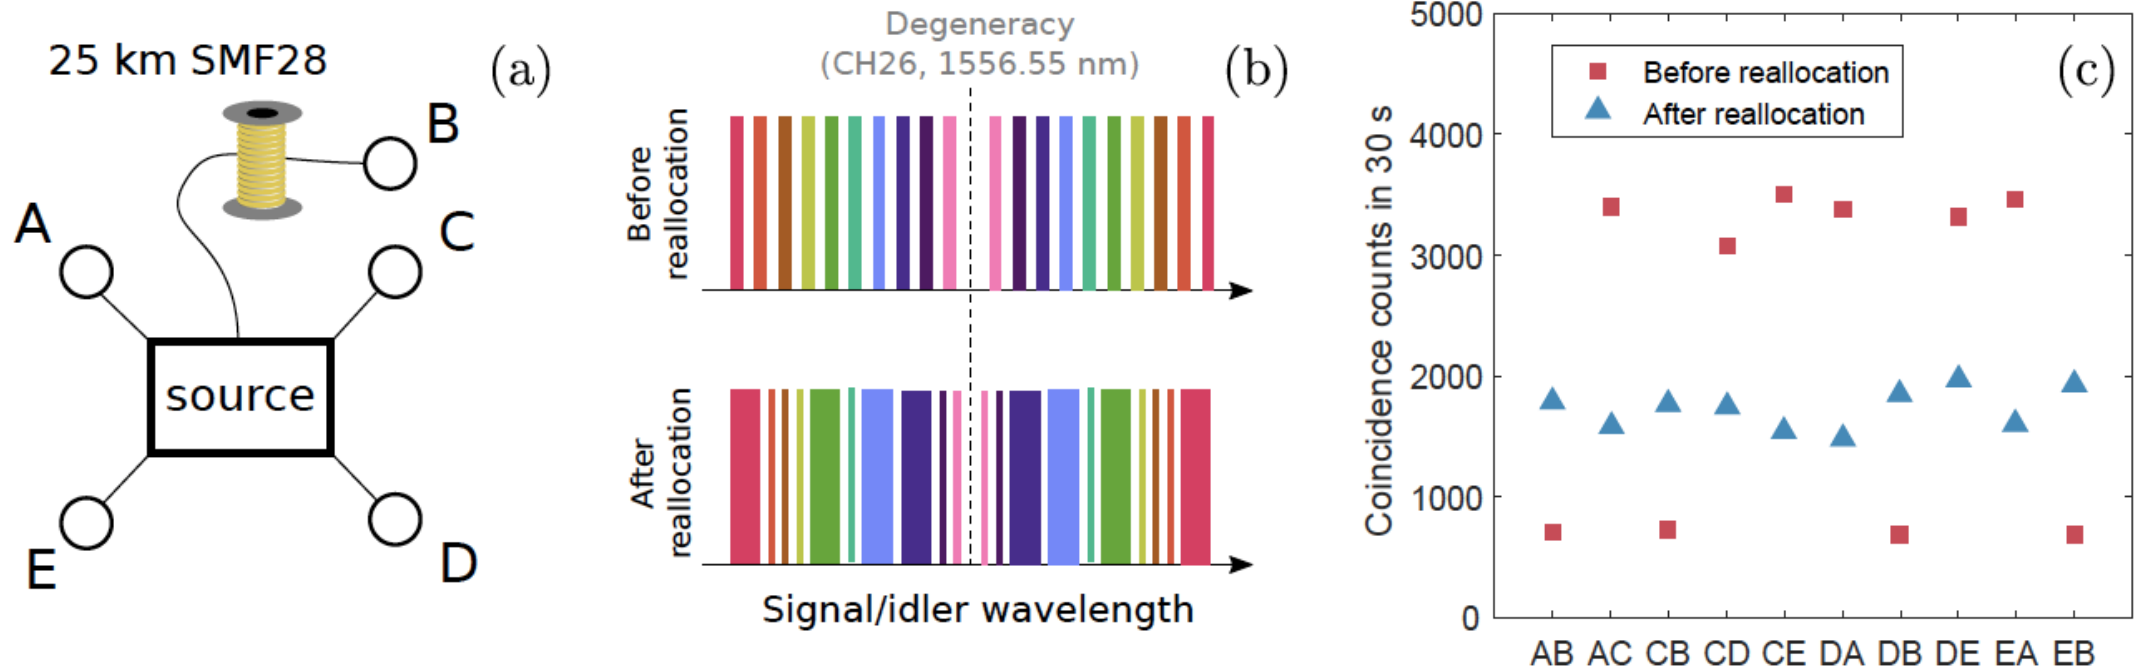 25 km SMF28
(a)
B
A
C
source
E
D
Degeneracy
(CH26, 1556.55 nm)
(b)
Before
reallocation
After
reallocation
Signal/idler wavelength
(c)
Before reallocation
After reallocation
Coincidence counts in 30 s
5000
4000
3000
2000
1000
0
AB AC CB CD CE DA DB DE EA EB